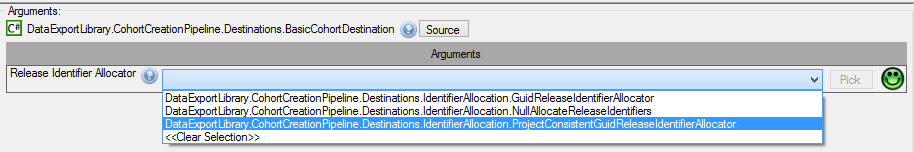 Arguments:
C# DataExportLibrary.CohortCreationPipeline.Destinations.BasicCohortDestination ? Source
Arguments
Release Identifier Allocator ? Pick
DataExportLibrary.CohortCreationPipeline.Destinations.IdentifierAllocation.GuidReleaseIdentifierAllocator
DataExportLibrary.CohortCreationPipeline.Destinations.IdentifierAllocation.NullAllocateReleaseIdentifiers
DataExportLibrary.CohortCreationPipeline.Destinations.IdentifierAllocation.ProjectConsistentGuidReleaseIdentifierAllocator
<<Clear Selection>>